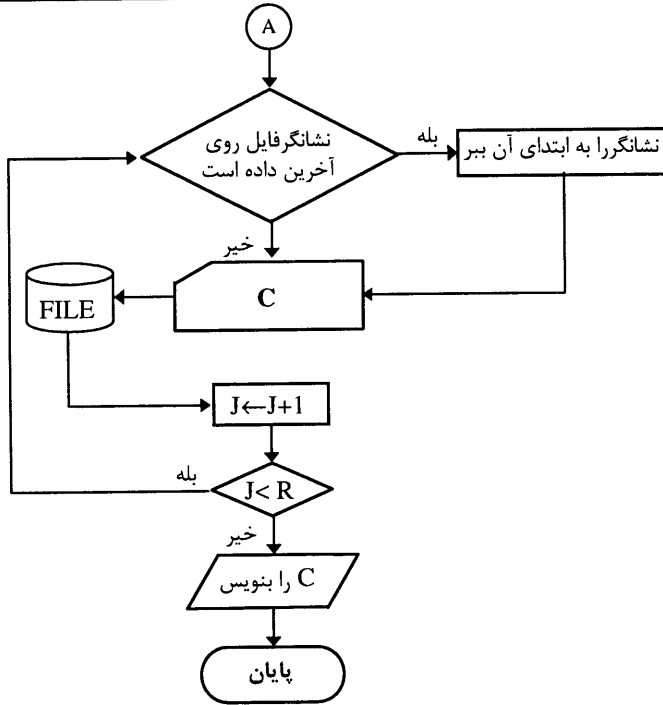 A
نشانگرفایل روی
آخرین داده است
بله
نشانگررا به ابتدای آن ببر
خیر
C
FILE
J←J+1
بله
J< R
خیر
C را بنویس
پایان